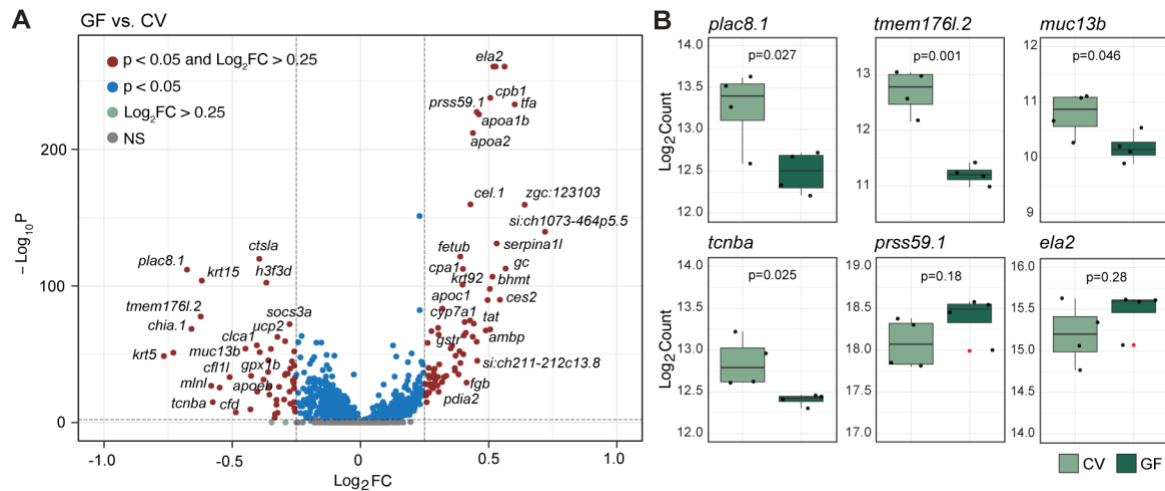 A
GF vs. CV
p < 0.05 and Log₂FC > 0.25
p < 0.05
Log₂FC > 0.25
NS
ela2
cpb1
prss59.1
tfa
apoa1b
apoa2
cel.1
zgc:123103
si:ch1073-464p5.5
ctsla
fetub
serpina1l
plac8.1
krt15
h3f3d
cpa1
gc
krt92
bhmt
tmem176l.2
apoc1
ces2
chia.1
socs3a
cyp7a1
tat
ucp2
clca1
gstr
ambp
krt5
muc13b
gpx1b
si:ch211-212c13.8
cfl1l
mlnl
apoeb
fgb
tcnba
cfd
pdia2
− Log₁₀P
200
100
0
-1.0
-0.5
0
0.5
1.0
Log₂FC
B
plac8.1
tmem176l.2
muc13b
p=0.027
p=0.001
p=0.046
Log₂Count
14.0
13.5
13.0
12.5
12.0
13
12
11
12
11
10
9
tcnba
prss59.1
ela2
p=0.025
p=0.18
p=0.28
Log₂Count
14.0
13.5
13.0
12.5
12.0
19.0
18.5
18.0
17.5
17.0
16.0
15.5
15.0
14.5
14.0
CV
GF